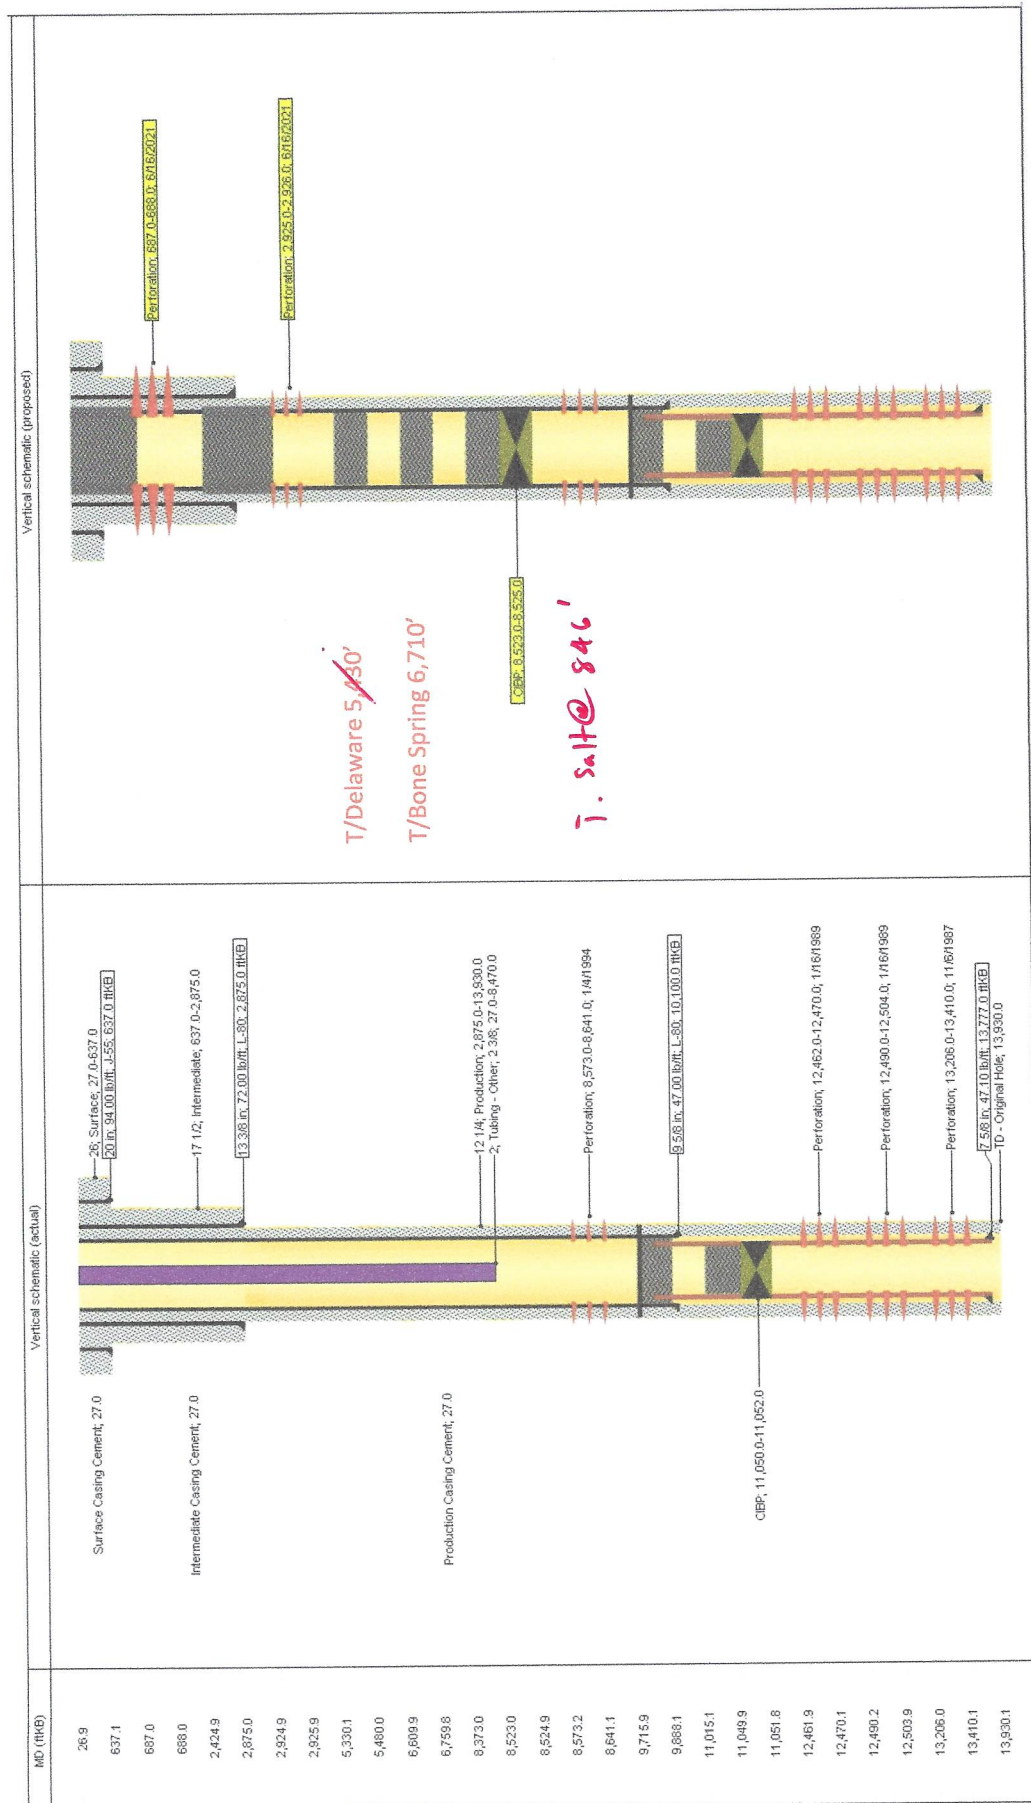 MD (ftKB)
Vertical schematic (actual)
Vertical schematic (proposed)
26.9
637.1
687.0
688.0
2,424.9
2,875.0
2,924.9
2,925.9
5,330.1
5,480.0
6,609.9
6,759.8
8,373.0
8,523.0
8,524.9
8,573.2
8,641.1
9,715.9
9,888.1
11,015.1
11,049.9
11,051.8
12,461.9
12,470.1
12,490.2
12,503.9
13,206.0
13,410.1
13,930.1
Surface Casing Cement; 27.0
Intermediate Casing Cement; 27.0
Production Casing Cement; 27.0
CIBP; 11,050.0-11,052.0
26; Surface; 27.0-637.0
20 in; 94.00 lb/ft; J-55; 637.0 ftKB
17 1/2; Intermediate; 637.0-2,875.0
13 3/8 in; 72.00 lb/ft; L-80; 2,875.0 ftKB
12 1/4; Production; 2,875.0-13,930.0
2; Tubing - Other; 2 3/8; 27.0-8,470.0
Perforation; 8,573.0-8,641.0; 1/4/1994
9 5/8 in; 47.00 lb/ft; L-80; 10,100.0 ftKB
Perforation; 12,462.0-12,470.0; 1/16/1989
Perforation; 12,490.0-12,504.0; 1/16/1989
Perforation; 13,206.0-13,410.0; 11/6/1987
7 5/8 in; 47.10 lb/ft; 13,777.0 ftKB
TD - Original Hole; 13,930.0
T/Delaware 5,430'
T/Bone Spring 6,710'
CIBP; 8,523.0-8,525.0
T. Salt @ 846'
Perforation; 687.0-688.0; 6/16/2021
Perforation; 2,925.0-2,926.0; 6/16/2021